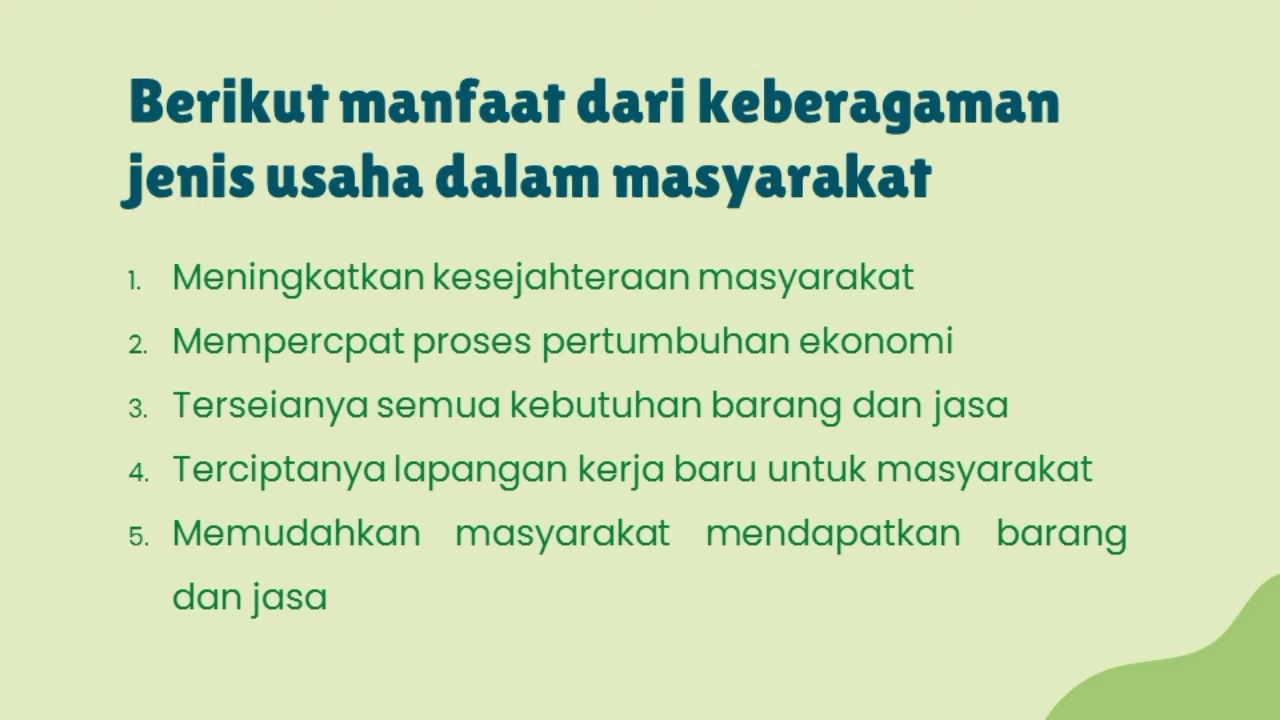 Berikut manfaat dari keberagaman
jenis usaha dalam masyarakat
1. Meningkatkan kesejahteraan masyarakat
2. Mempercpat proses pertumbuhan ekonomi
3. Terseianya semua kebutuhan barang dan jasa
4. Terciptanya lapangan kerja baru untuk masyarakat
5. Memudahkan masyarakat mendapatkan barang
dan jasa